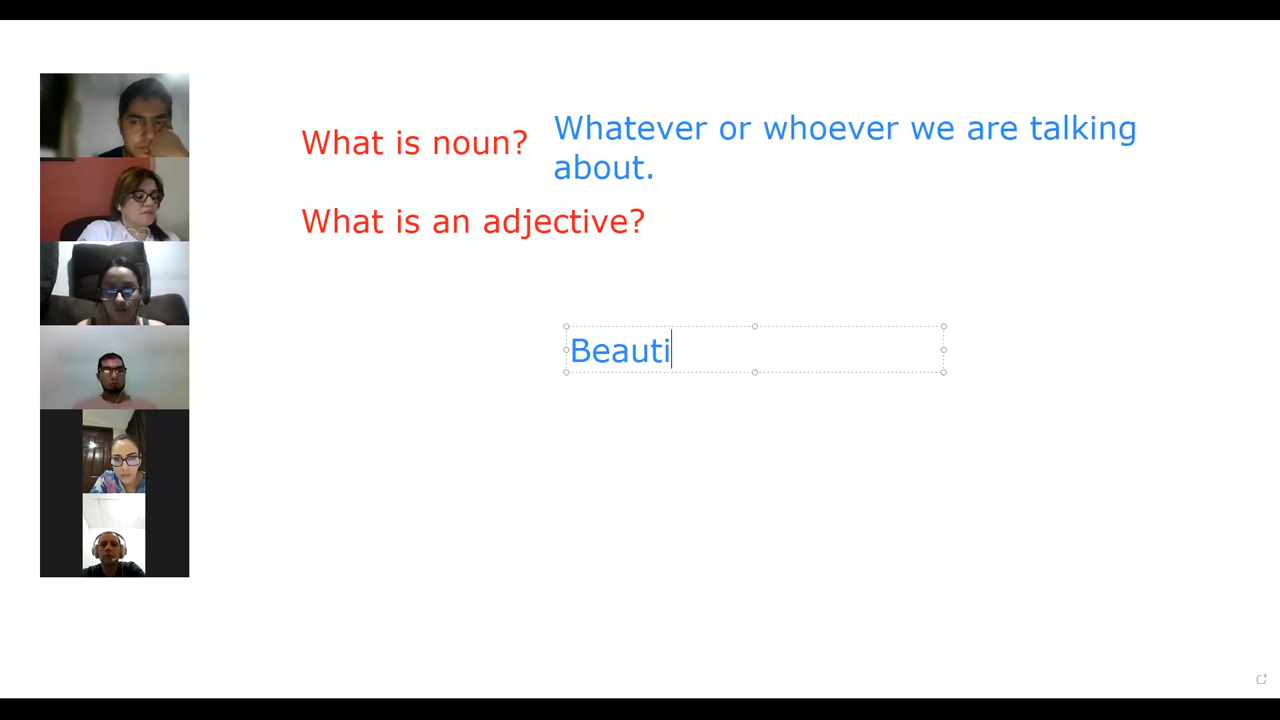 What is noun?
Whatever or whoever we are talking
about.
What is an adjective?
Beauti